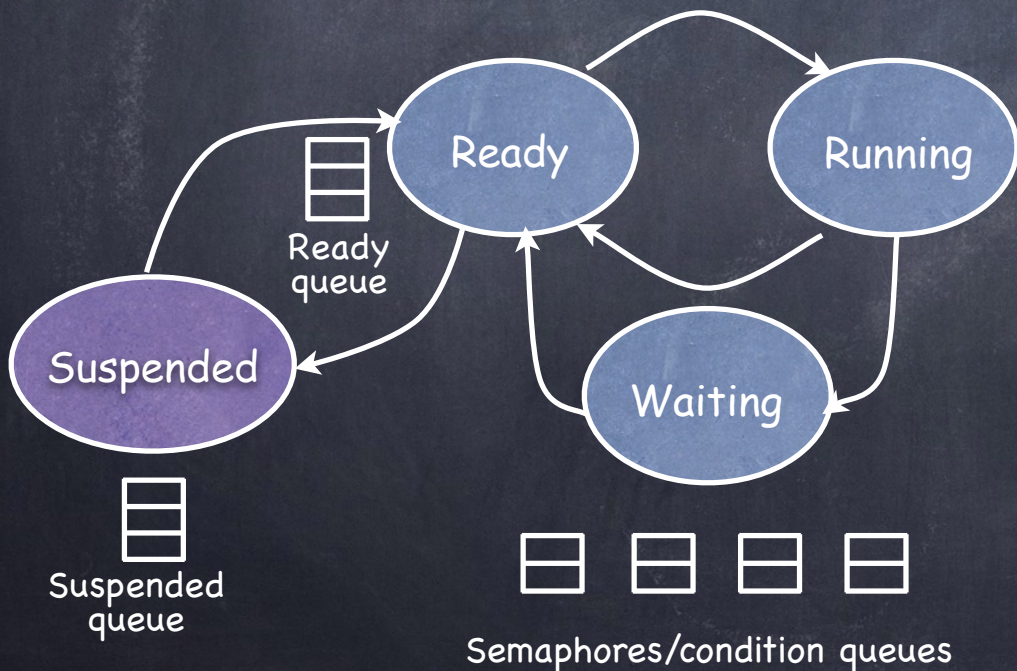 Ready
Running
Ready
queue
Suspended
Waiting
Suspended
queue
Semaphores/condition queues